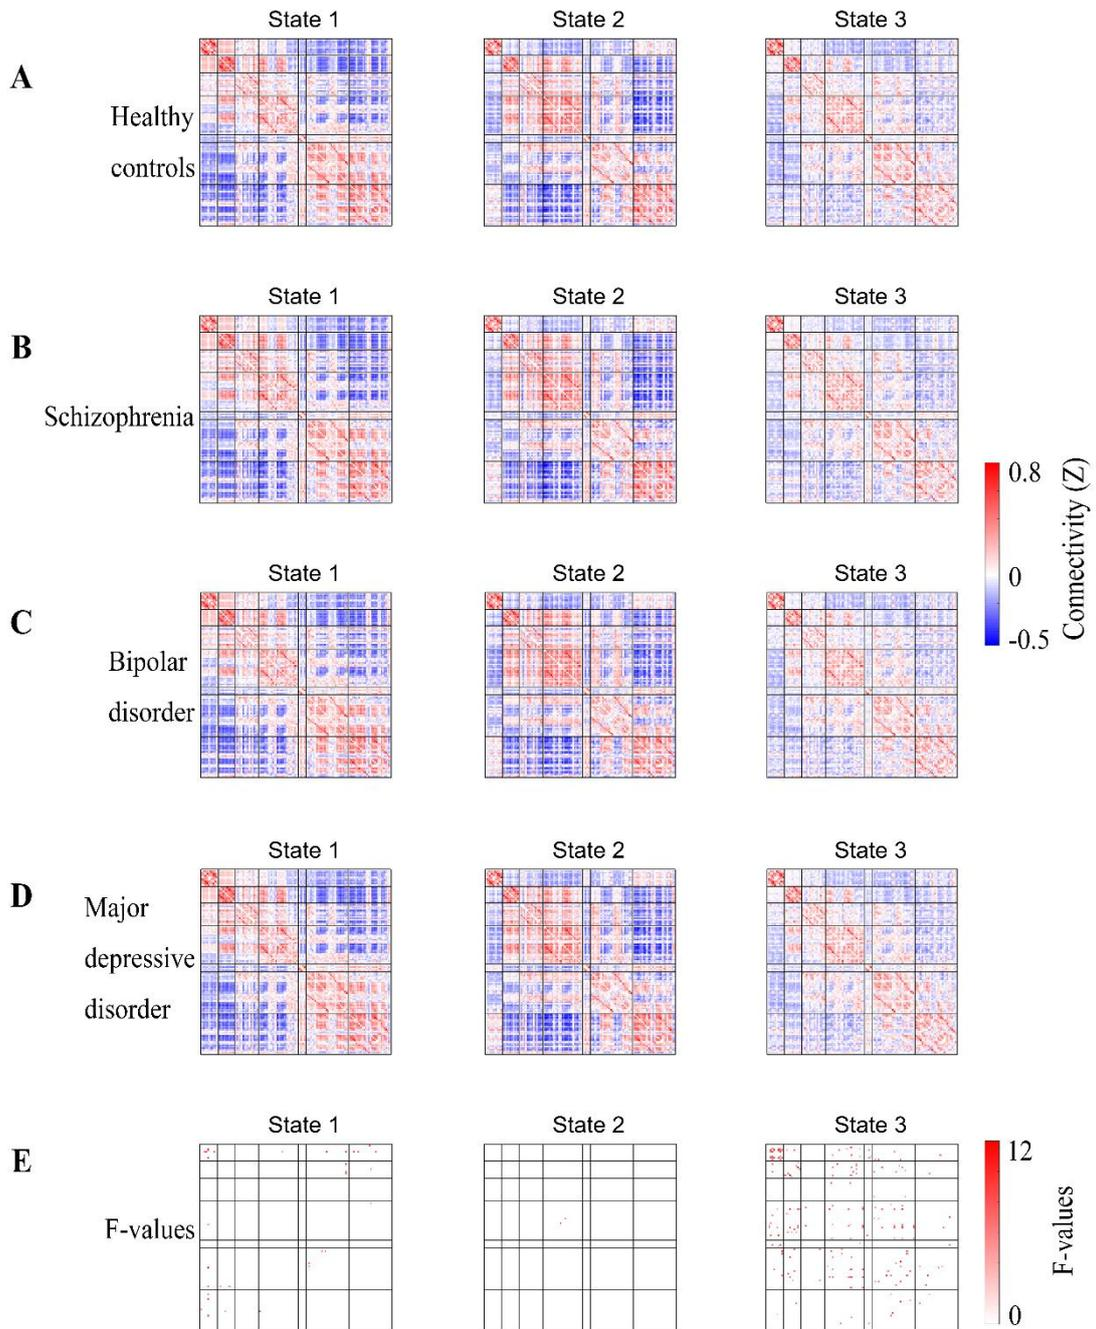 State 1 State 2 State 3
A
Healthy
controls
State 1 State 2 State 3
B
Schizophrenia
0.8
0
-0.5
Connectivity (Z)
State 1 State 2 State 3
C
Bipolar
disorder
State 1 State 2 State 3
D
Major
depressive
disorder
State 1 State 2 State 3
E
F-values
12
0
F-values